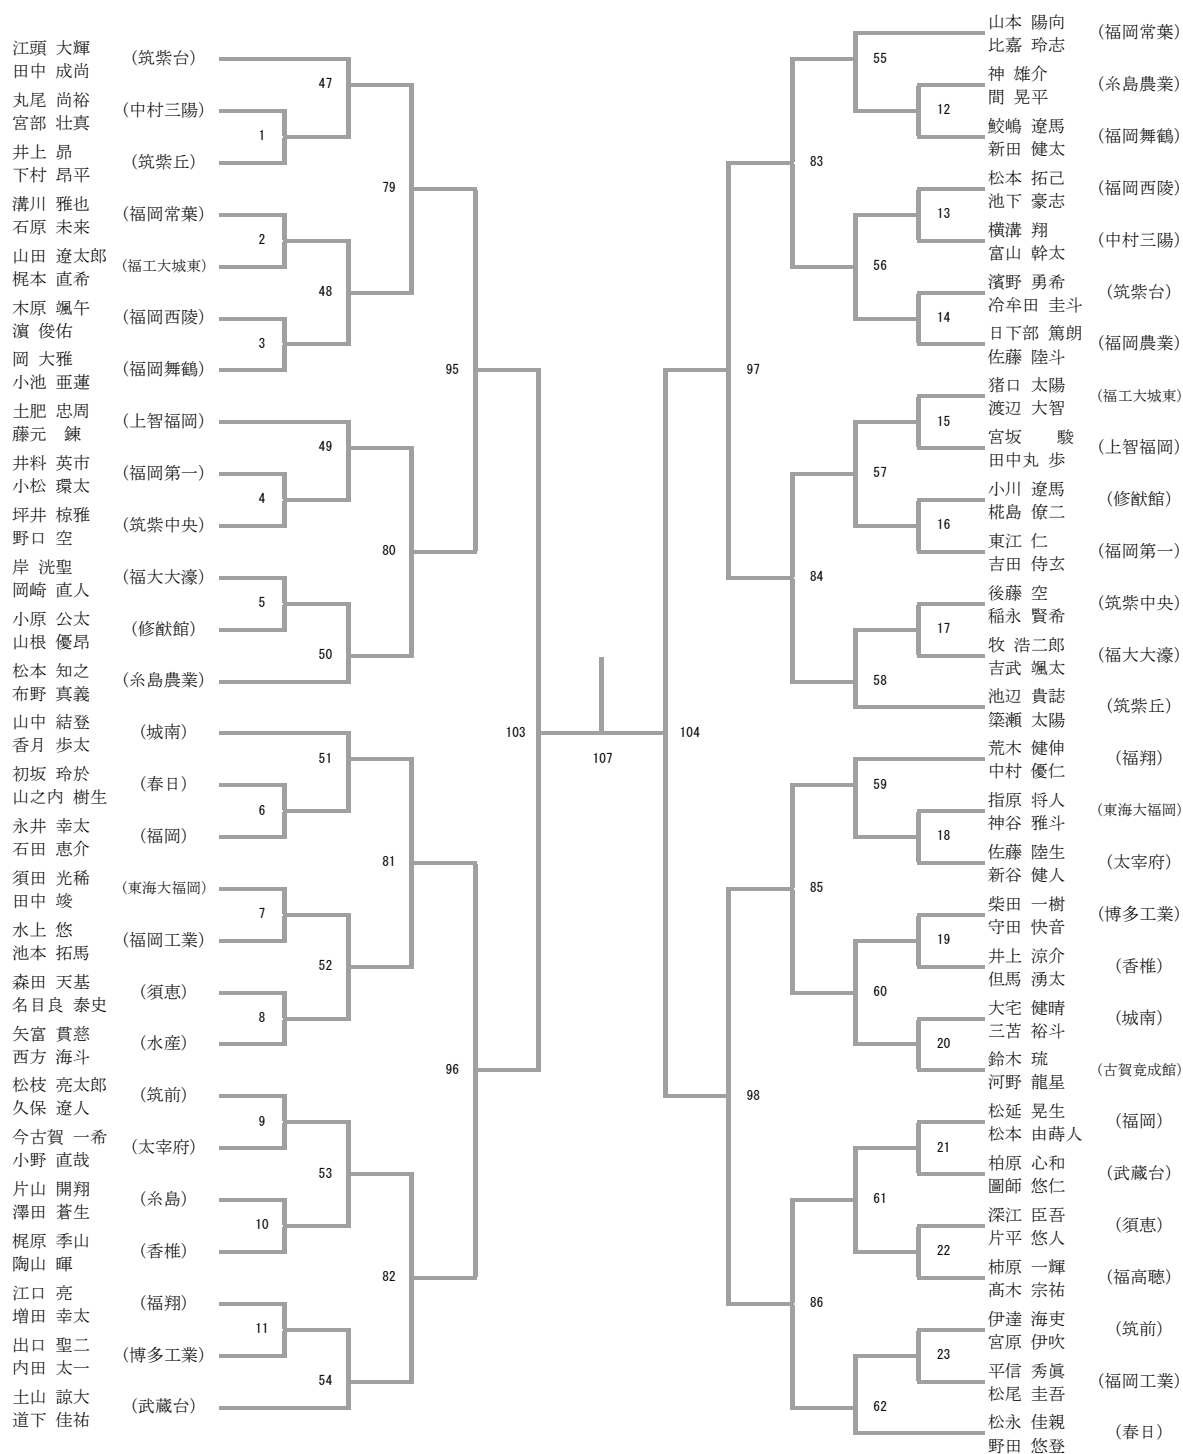 江頭 大輝
田中 成尚
(筑紫台)
丸尾 尚裕
宮部 壮真
(中村三陽)
井上 昂
下村 昂平
(筑紫丘)
溝川 雅也
石原 未来
(福岡常葉)
山田 遼太郎
梶本 直希
(福工大城東)
木原 颯午
濵 俊佑
(福岡西陵)
岡 大雅
小池 亜蓮
(福岡舞鶴)
土肥 忠周
藤元 錬
(上智福岡)
井料 英市
小松 環太
(福岡第一)
坪井 椋雅
野口 空
(筑紫中央)
岸 洸聖
岡崎 直人
(福大大濠)
小原 公太
山根 優昂
(修猷館)
松本 知之
布野 真義
(糸島農業)
山中 結登
香月 歩太
(城南)
初坂 玲於
山之内 樹生
(春日)
永井 幸太
石田 恵介
(福岡)
須田 光稀
田中 竣
(東海大福岡)
水上 悠
池本 拓馬
(福岡工業)
森田 天基
名目良 泰史
(須恵)
矢富 貫慈
西方 海斗
(水産)
松枝 亮太郎
久保 遼人
(筑前)
今古賀 一希
小野 直哉
(太宰府)
片山 開翔
澤田 蒼生
(糸島)
梶原 季山
陶山 暉
(香椎)
江口 亮
増田 幸太
(福翔)
出口 聖二
内田 太一
(博多工業)
土山 諒大
道下 佳祐
(武蔵台)
1
2
3
4
5
6
7
8
9
10
11
47
48
49
50
51
52
53
54
79
80
81
82
95
96
103
107
104
97
98
83
84
85
86
55
56
57
58
59
60
61
62
12
13
14
15
16
17
18
19
20
21
22
23
山本 陽向
比嘉 玲志
(福岡常葉)
神 雄介
間 晃平
(糸島農業)
鮫嶋 遼馬
新田 健太
(福岡舞鶴)
松本 拓己
池下 豪志
(福岡西陵)
横溝 翔
富山 幹太
(中村三陽)
濱野 勇希
冷牟田 圭斗
(筑紫台)
日下部 篤朗
佐藤 陸斗
(福岡農業)
猪口 太陽
渡辺 大智
(福工大城東)
宮坂 駿
田中丸 歩
(上智福岡)
小川 遼馬
椛島 僚二
(修猷館)
東江 仁
吉田 侍玄
(福岡第一)
後藤 空
稲永 賢希
(筑紫中央)
牧 浩二郎
吉武 颯太
(福大大濠)
池辺 貴誌
簗瀬 太陽
(筑紫丘)
荒木 健伸
中村 優仁
(福翔)
指原 将人
神谷 雅斗
(東海大福岡)
佐藤 陸生
新谷 健人
(太宰府)
柴田 一樹
守田 快音
(博多工業)
井上 涼介
但馬 湧太
(香椎)
大宅 健晴
三苫 裕斗
(城南)
鈴木 琉
河野 龍星
(古賀竟成館)
松延 晃生
松本 由蒔人
(福岡)
柏原 心和
圖師 悠仁
(武蔵台)
深江 臣吾
片平 悠人
(須恵)
柿原 一輝
髙木 宗祐
(福高聴)
伊達 海吏
宮原 伊吹
(筑前)
平信 秀眞
松尾 圭吾
(福岡工業)
松永 佳親
野田 悠登
(春日)